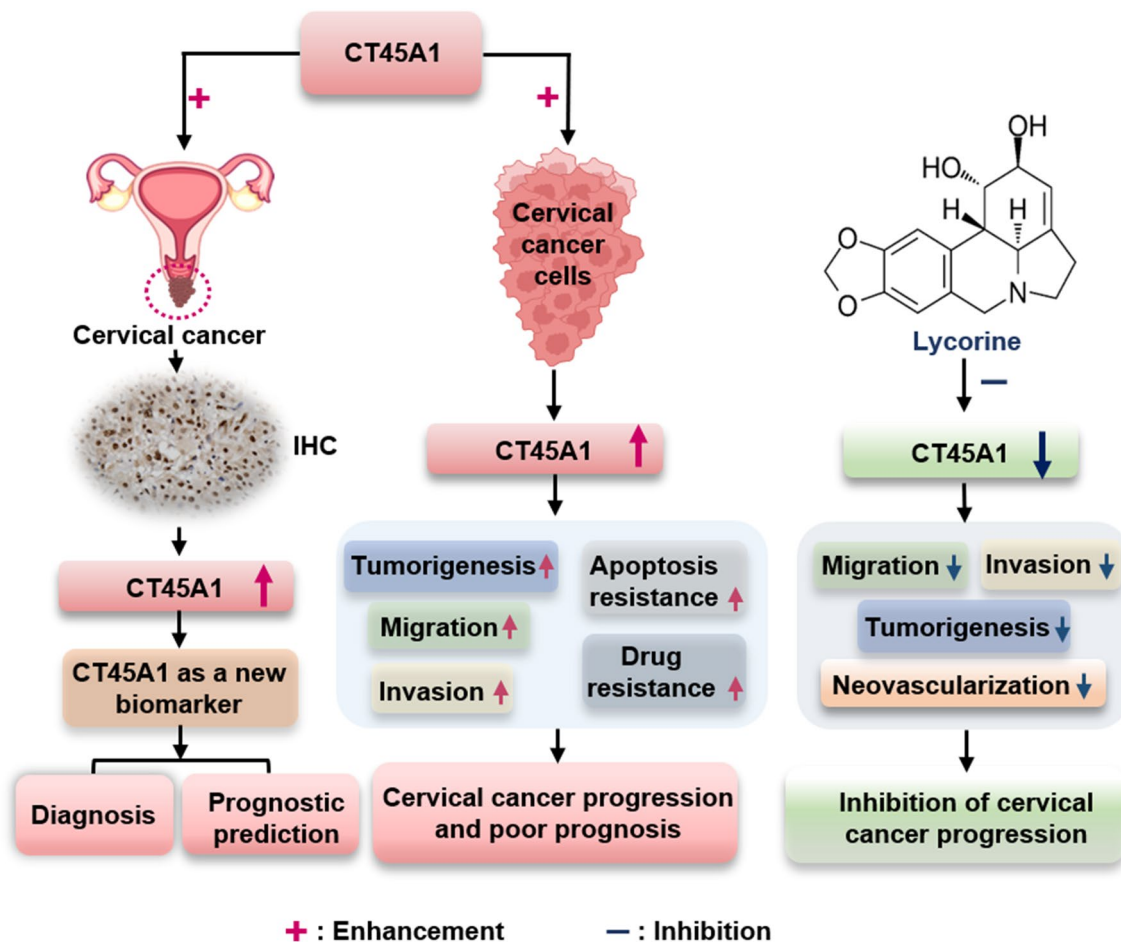 CT45A1
+
+
Cervical cancer
IHC
CT45A1
CT45A1 as a new
biomarker
Diagnosis
Prognostic
prediction
Cervical
cancer
cells
CT45A1
Tumorigenesis
Migration
Invasion
Apoptosis
resistance
Drug
resistance
Cervical cancer progression
and poor prognosis
OH
HO
H
H
O
O
N
Lycorine
−
CT45A1
Migration
Invasion
Tumorigenesis
Neovascularization
Inhibition of cervical
cancer progression
+ : Enhancement
− : Inhibition